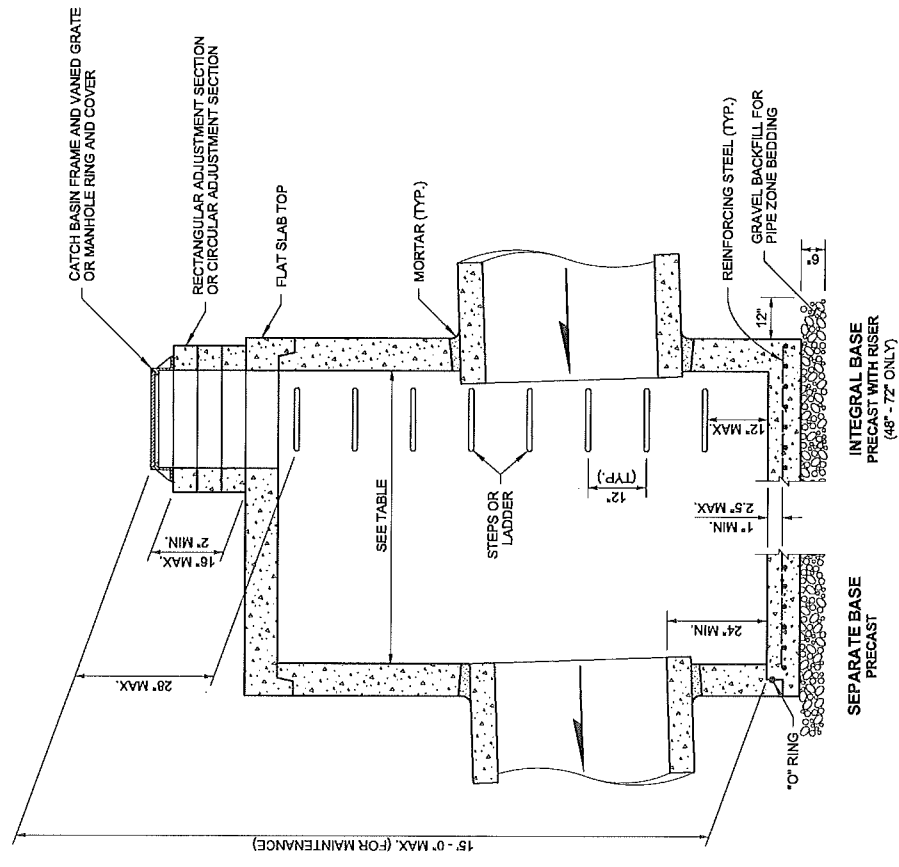 CATCH BASIN FRAME AND VANED GRATE
OR MANHOLE RING AND COVER
RECTANGULAR ADJUSTMENT SECTION
OR CIRCULAR ADJUSTMENT SECTION
FLAT SLAB TOP
MORTAR (TYP.)
REINFORCING STEEL (TYP.)
GRAVEL BACKFILL FOR
PIPE ZONE BEDDING
15' - 0" MAX. (FOR MAINTENANCE)
28" MAX.
16" MAX.
2" MIN.
SEE TABLE
STEPS OR
LADDER
12"
(TYP.)
12" MAX.
24" MIN.
1" MIN.
2.5" MAX.
12"
6"
"O" RING
SEPARATE BASE
PRECAST
INTEGRAL BASE
PRECAST WITH RISER
(48" - 72" ONLY)